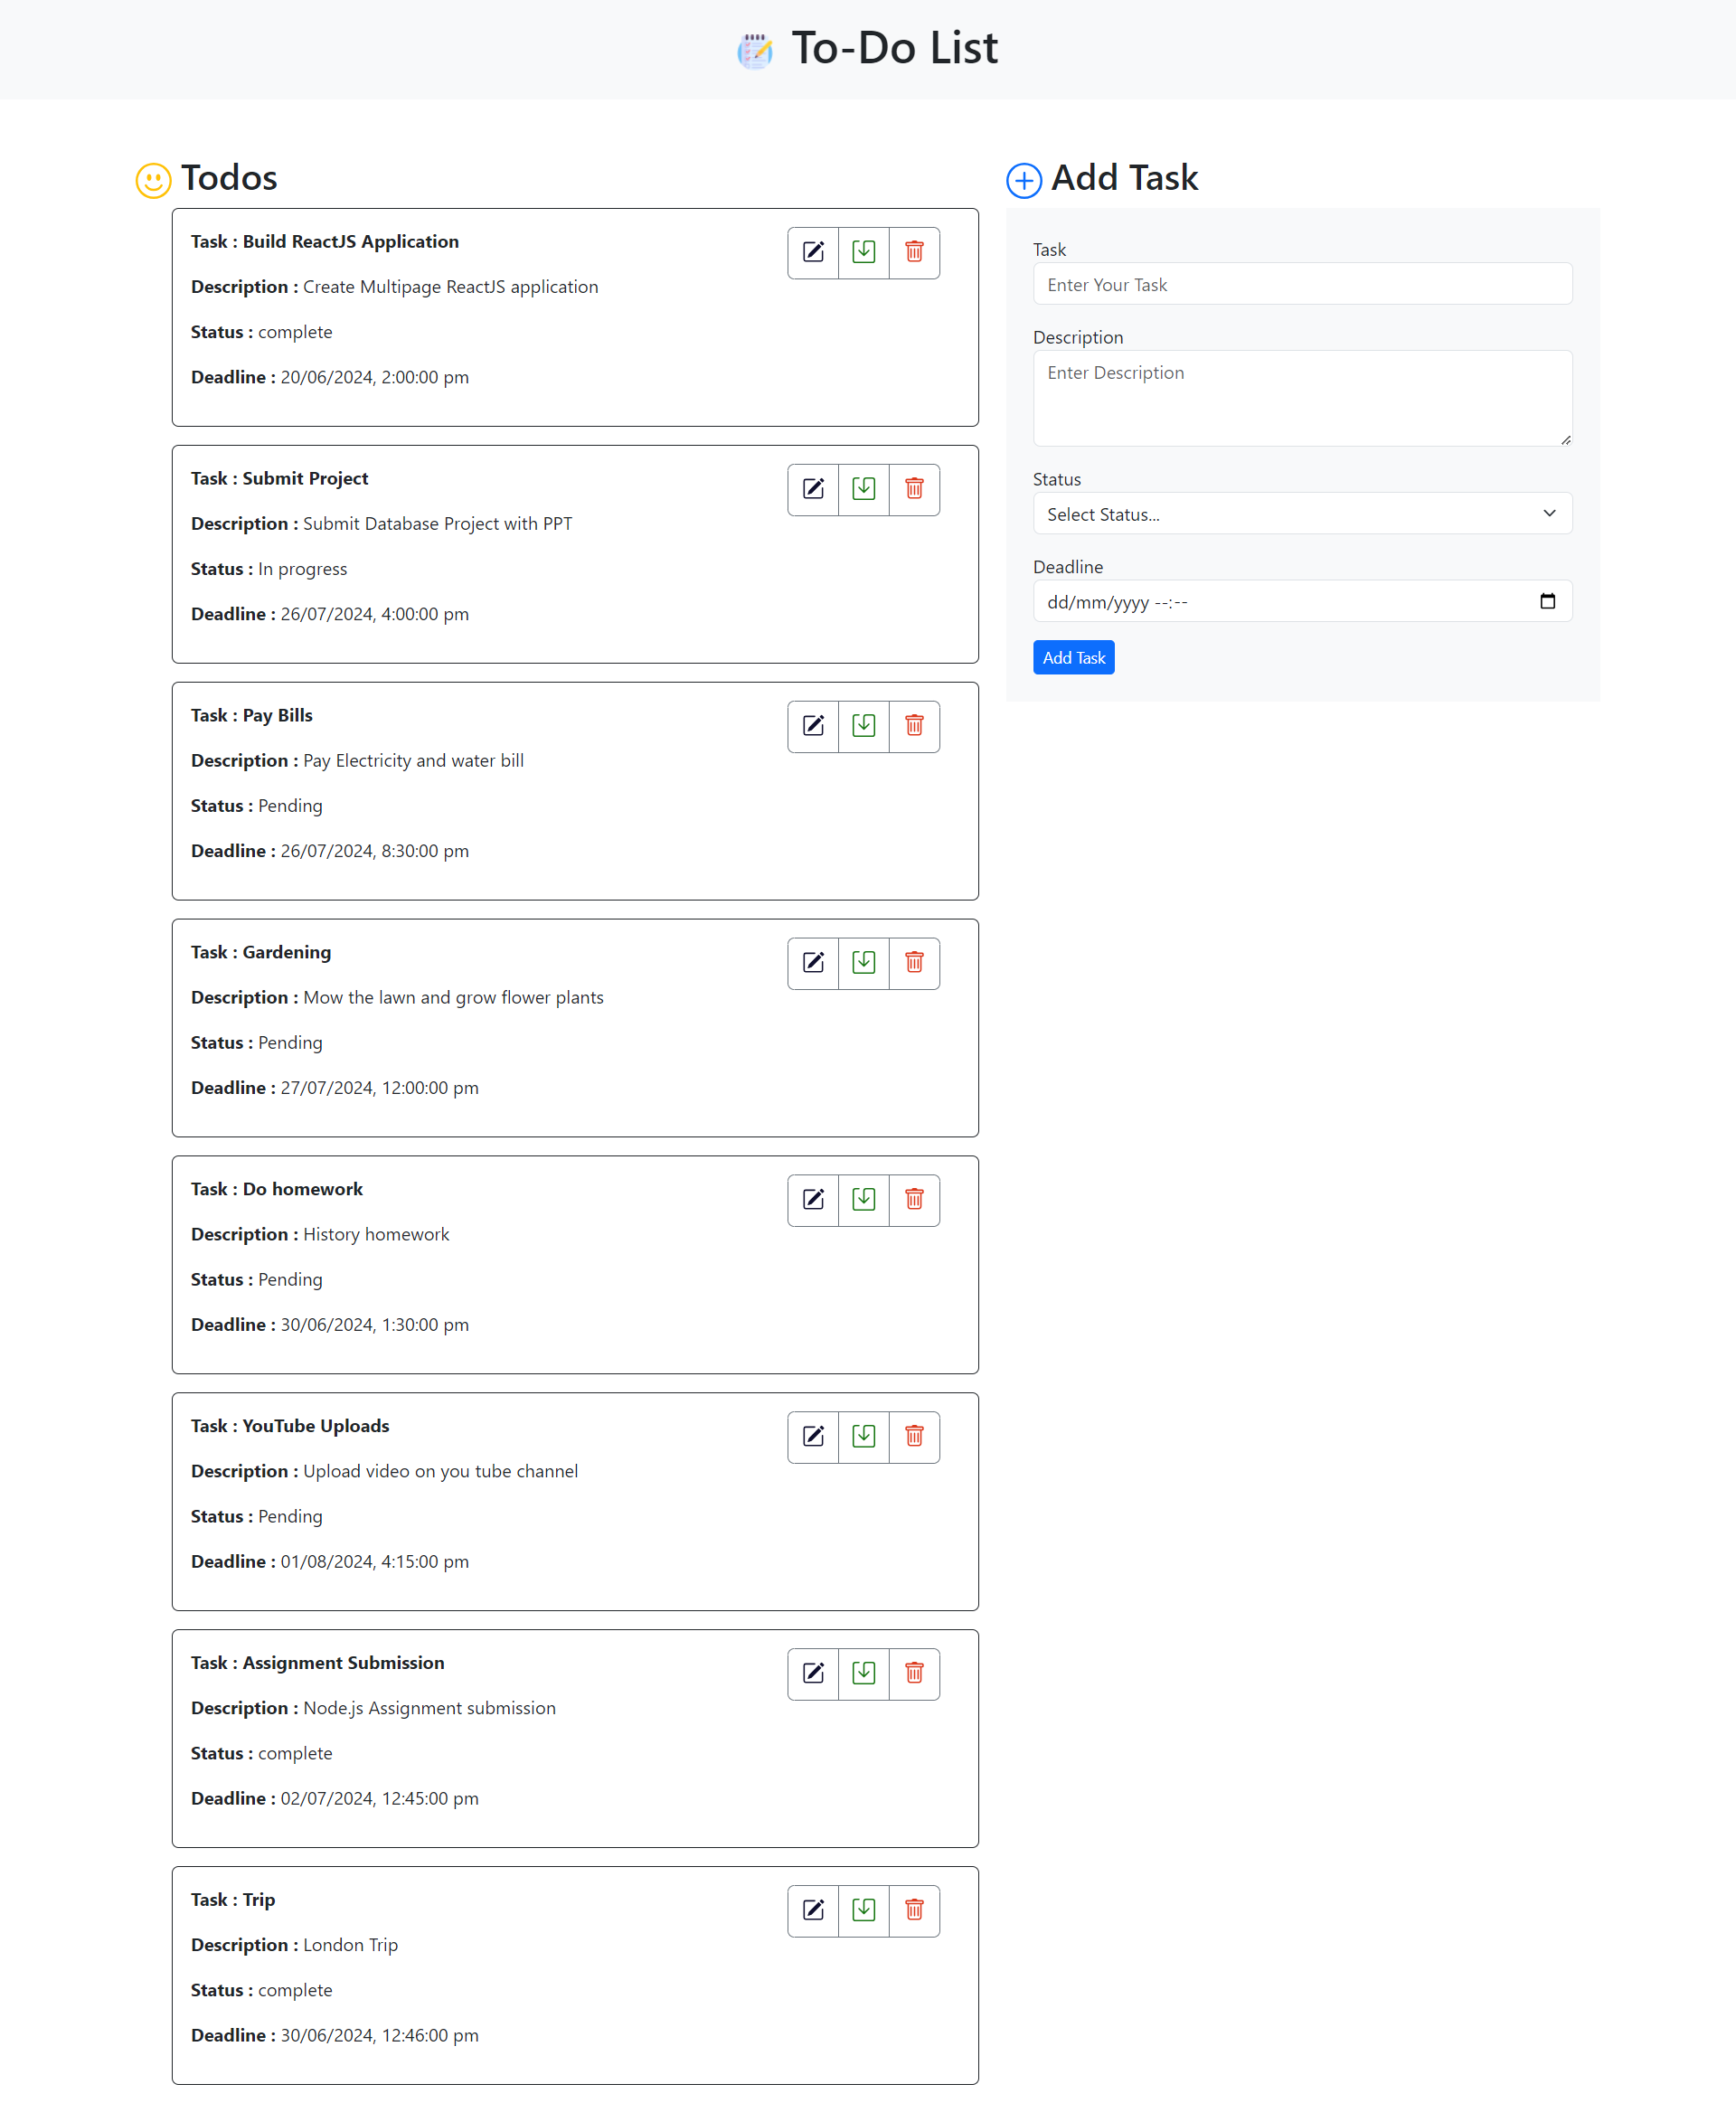 To-Do List
Todos
Task : Build ReactJS Application
Description : Create Multipage ReactJS application
Status : complete
Deadline : 20/06/2024, 2:00:00 pm
Task : Submit Project
Description : Submit Database Project with PPT
Status : In progress
Deadline : 26/07/2024, 4:00:00 pm
Task : Pay Bills
Description : Pay Electricity and water bill
Status : Pending
Deadline : 26/07/2024, 8:30:00 pm
Task : Gardening
Description : Mow the lawn and grow flower plants
Status : Pending
Deadline : 27/07/2024, 12:00:00 pm
Task : Do homework
Description : History homework
Status : Pending
Deadline : 30/06/2024, 1:30:00 pm
Task : YouTube Uploads
Description : Upload video on you tube channel
Status : Pending
Deadline : 01/08/2024, 4:15:00 pm
Task : Assignment Submission
Description : Node.js Assignment submission
Status : complete
Deadline : 02/07/2024, 12:45:00 pm
Task : Trip
Description : London Trip
Status : complete
Deadline : 30/06/2024, 12:46:00 pm
Add Task
Task
Enter Your Task
Description
Enter Description
Status
Select Status...
Deadline
dd/mm/yyyy --:--
Add Task